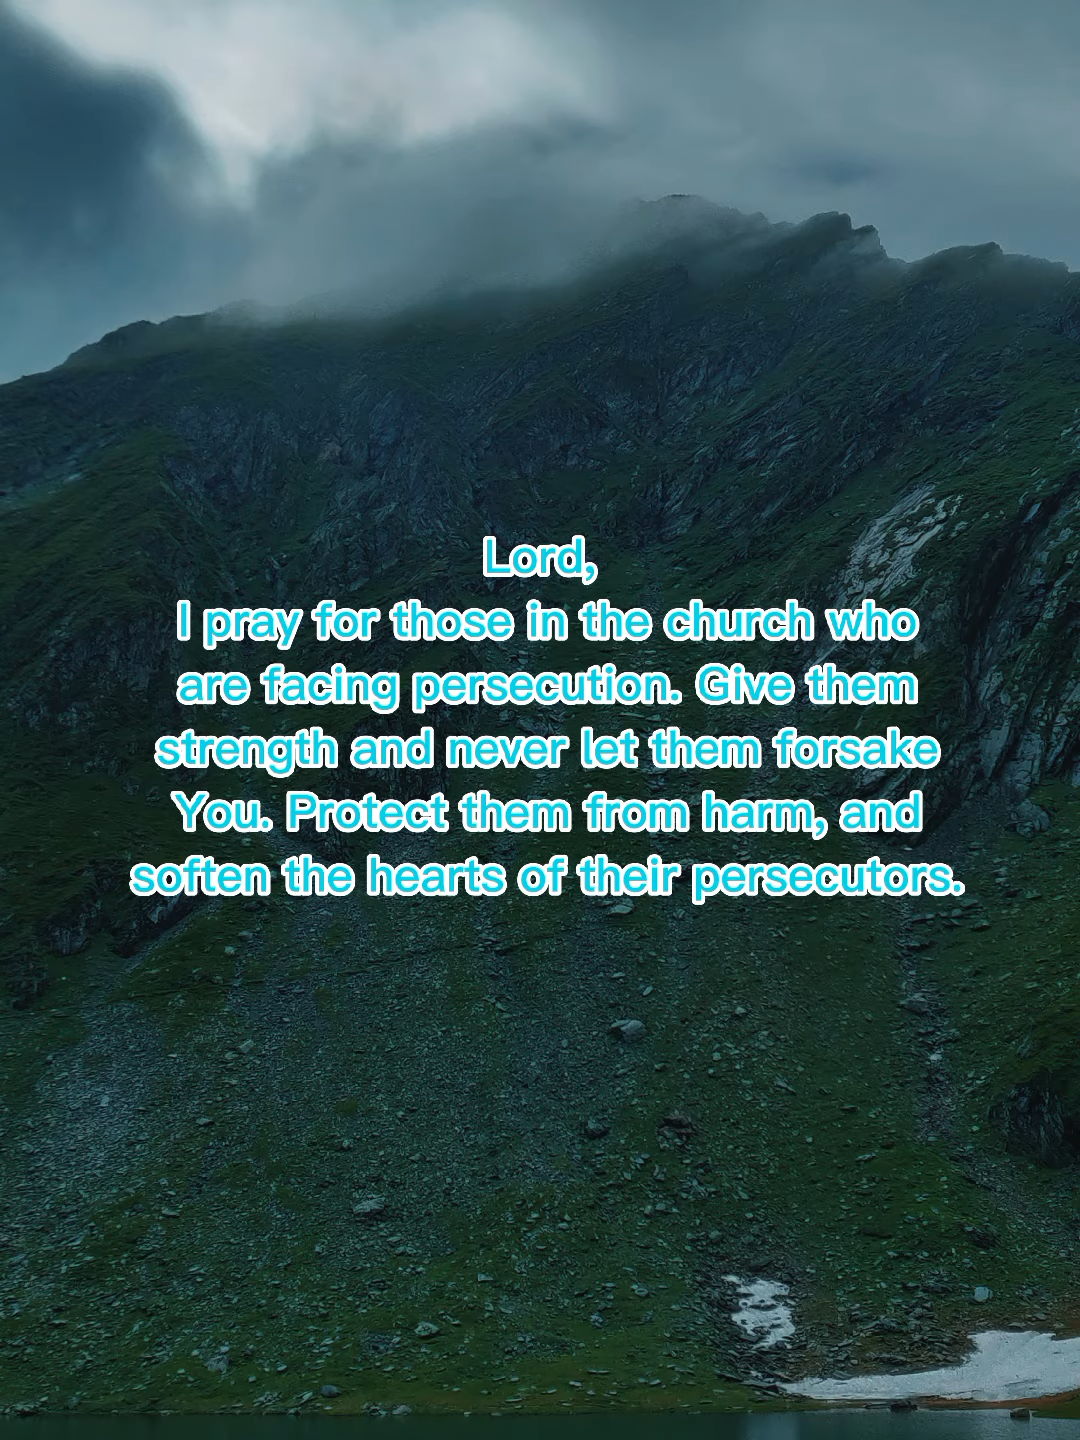 Lord,
I pray for those in the church who
are facing persecution. Give them
strength and never let them forsake
You. Protect them from harm, and
soften the hearts of their persecutors.